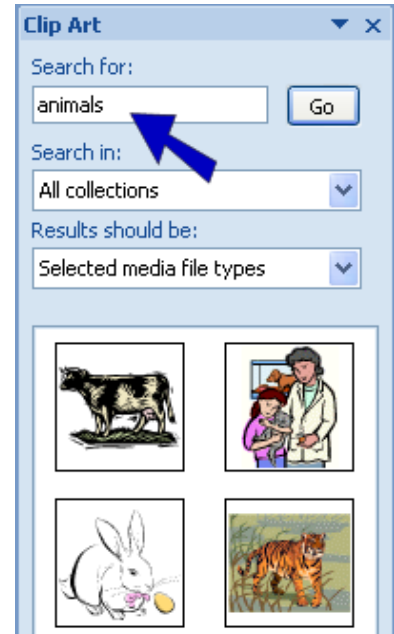 Clip Art
Search for:
animals
Go
Search in:
All collections
Results should be:
Selected media file types